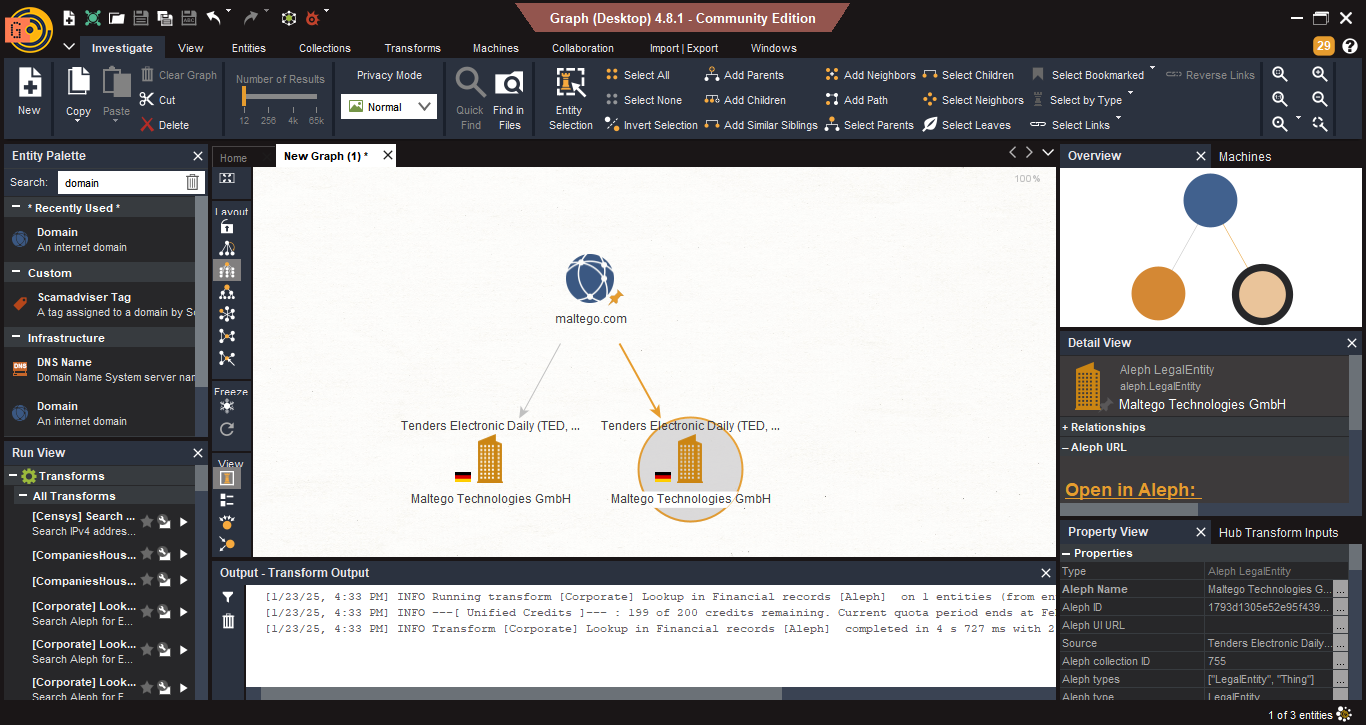 Graph (Desktop) 4.8.1 - Community Edition
Investigate View Entities Collections Transforms Machines Collaboration Import | Export Windows
29
New
Copy
Paste
Clear Graph
Cut
Delete
Number of Results
12 256 4k 65k
Privacy Mode
Normal
Quick
Find
Find in
Files
Entity
Selection
Select All
Select None
Invert Selection
Add Parents
Add Children
Add Similar Siblings
Add Neighbors
Add Path
Select Parents
Select Children
Select Neighbors
Select Leaves
Select Bookmarked
Select by Type
Select Links
Reverse Links
Entity Palette
Search: domain
* Recently Used *
Domain
An internet domain
Custom
Scamadviser Tag
A tag assigned to a domain by Sc
Infrastructure
DNS
DNS Name
Domain Name System server nar
Domain
An internet domain
Run View
Transforms
All Transforms
[Censys] Search ...
Search IPv4 addres...
[CompaniesHous...
[CompaniesHous...
[Corporate] Look...
Search Aleph for E...
[Corporate] Look...
Search Aleph for E...
[Corporate] Look...
Search Aleph for E...
Home
New Graph (1) *
Layout
Freeze
View
100%
maltego.com
Tenders Electronic Daily (TED, ...
Maltego Technologies GmbH
Tenders Electronic Daily (TED, ...
Maltego Technologies GmbH
Output - Transform Output
[1/23/25, 4:33 PM] INFO Running transform [Corporate] Lookup in Financial records [Aleph] on 1 entities (from en
[1/23/25, 4:33 PM] INFO ---[ Unified Credits ]--- : 199 of 200 credits remaining. Current quota period ends at Fe
[1/23/25, 4:33 PM] INFO Transform [Corporate] Lookup in Financial records [Aleph] completed in 4 s 727 ms with 2
Overview
Machines
Detail View
Aleph LegalEntity
aleph.LegalEntity
Maltego Technologies GmbH
+ Relationships
– Aleph URL
Open in Aleph:
Property View
Hub Transform Inputs
Properties
Type Aleph LegalEntity
Aleph Name Maltego Technologies G... ...
Aleph ID 1793d1305e52e95f439... ...
Aleph UI URL ...
Source Tenders Electronic Daily... ...
Aleph collection ID 755 ...
Aleph types ["LegalEntity", "Thing"] ...
Aleph type LegalEntity
1 of 3 entities